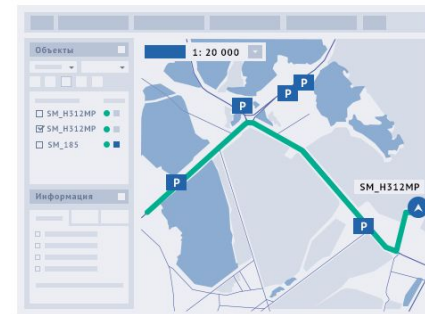 Объекты
1: 20 000
P
P
P
SM_H312MP
SM_H312MP
SM_185
P
SM_H312MP
Информация
P